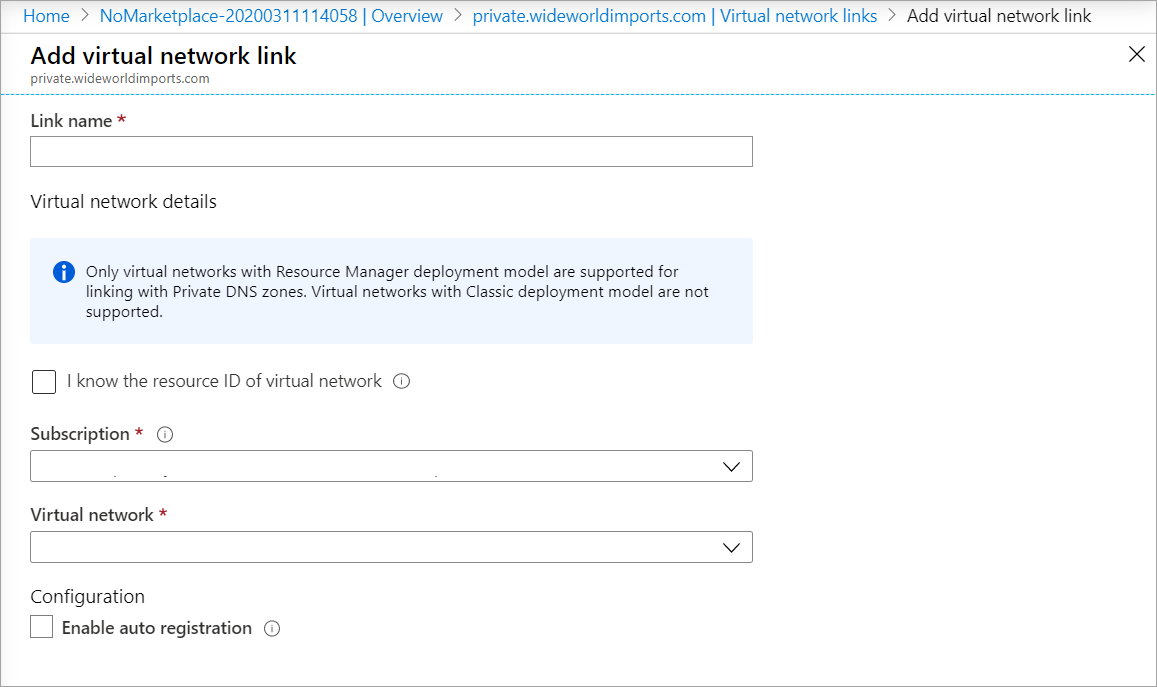 Home > NoMarketplace-20200311114058 | Overview > private.wideworldimports.com | Virtual network links > Add virtual network link
Add virtual network link
private.wideworldimports.com
Link name *
Virtual network details
Only virtual networks with Resource Manager deployment model are supported for
linking with Private DNS zones. Virtual networks with Classic deployment model are not
supported.
I know the resource ID of virtual network
Subscription *
Virtual network *
Configuration
Enable auto registration